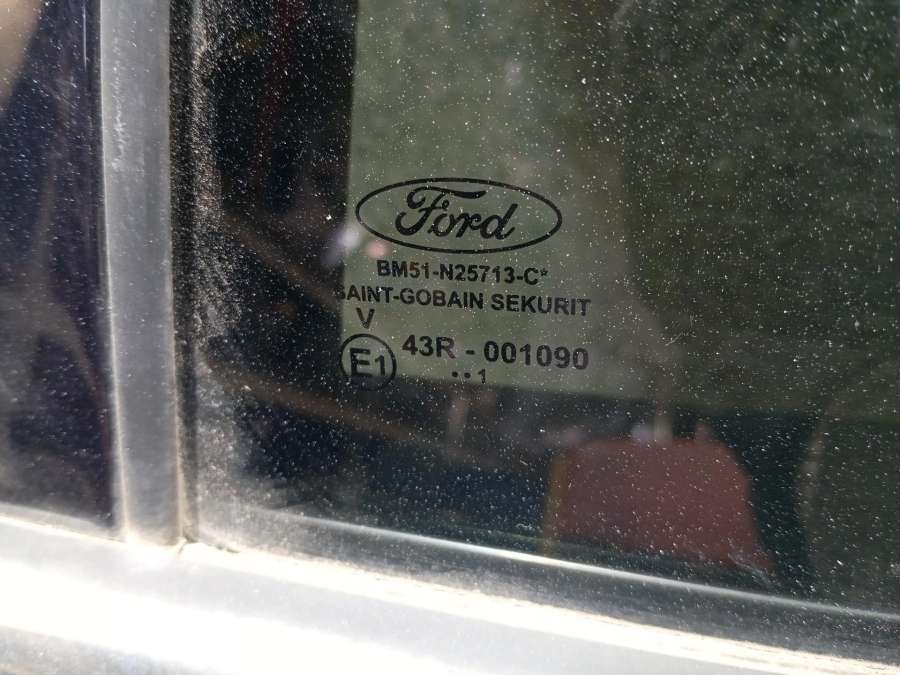 Ford
BM51-N25713-C*
SAINT-GOBAIN SEKURIT
V
E1 43R - 001090
••1